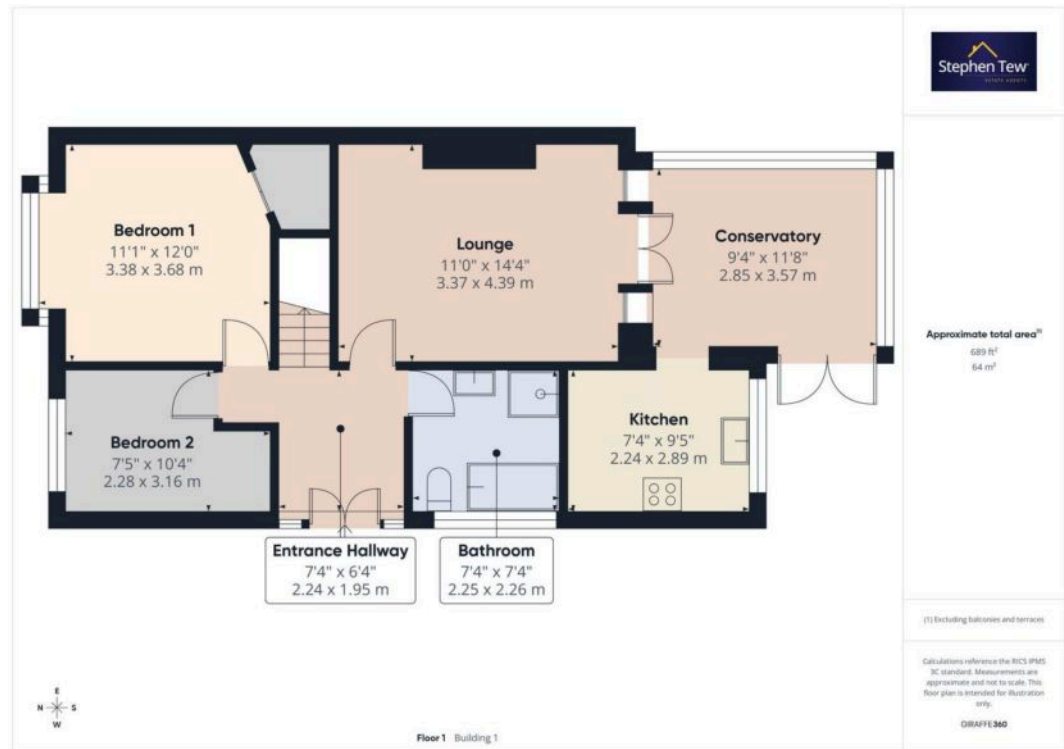 Stephen Tew
ESTATE AGENTS
Bedroom 1
11'1" x 12'0"
3.38 x 3.68 m
Lounge
11'0" x 14'4"
3.37 x 4.39 m
Conservatory
9'4" x 11'8"
2.85 x 3.57 m
Bedroom 2
7'5" x 10'4"
2.28 x 3.16 m
Kitchen
7'4" x 9'5"
2.24 x 2.89 m
Entrance Hallway
7'4" x 6'4"
2.24 x 1.95 m
Bathroom
7'4" x 7'4"
2.25 x 2.26 m
Approximate total area(1)
689 ft²
64 m²
(1) Excluding balconies and terraces
Calculations reference the RICS IPMS
3C standard. Measurements are
approximate and not to scale. This
floor plan is intended for illustration
only.
GIRAFFE360
E
N S
W
Floor 1 Building 1